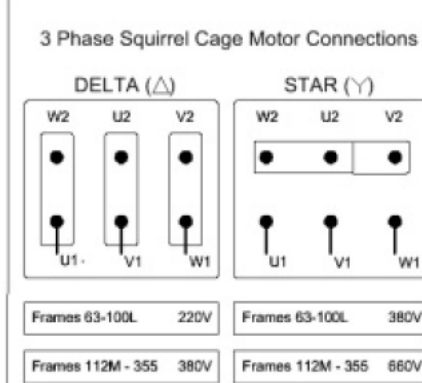 3 Phase Squirrel Cage Motor Connections
DELTA (△)
W2 U2 V2
U1 V1 W1
Frames 63-100L 220V
Frames 112M - 355 380V
STAR (Y)
W2 U2 V2
U1 V1 W1
Frames 63-100L 380V
Frames 112M - 355 660V